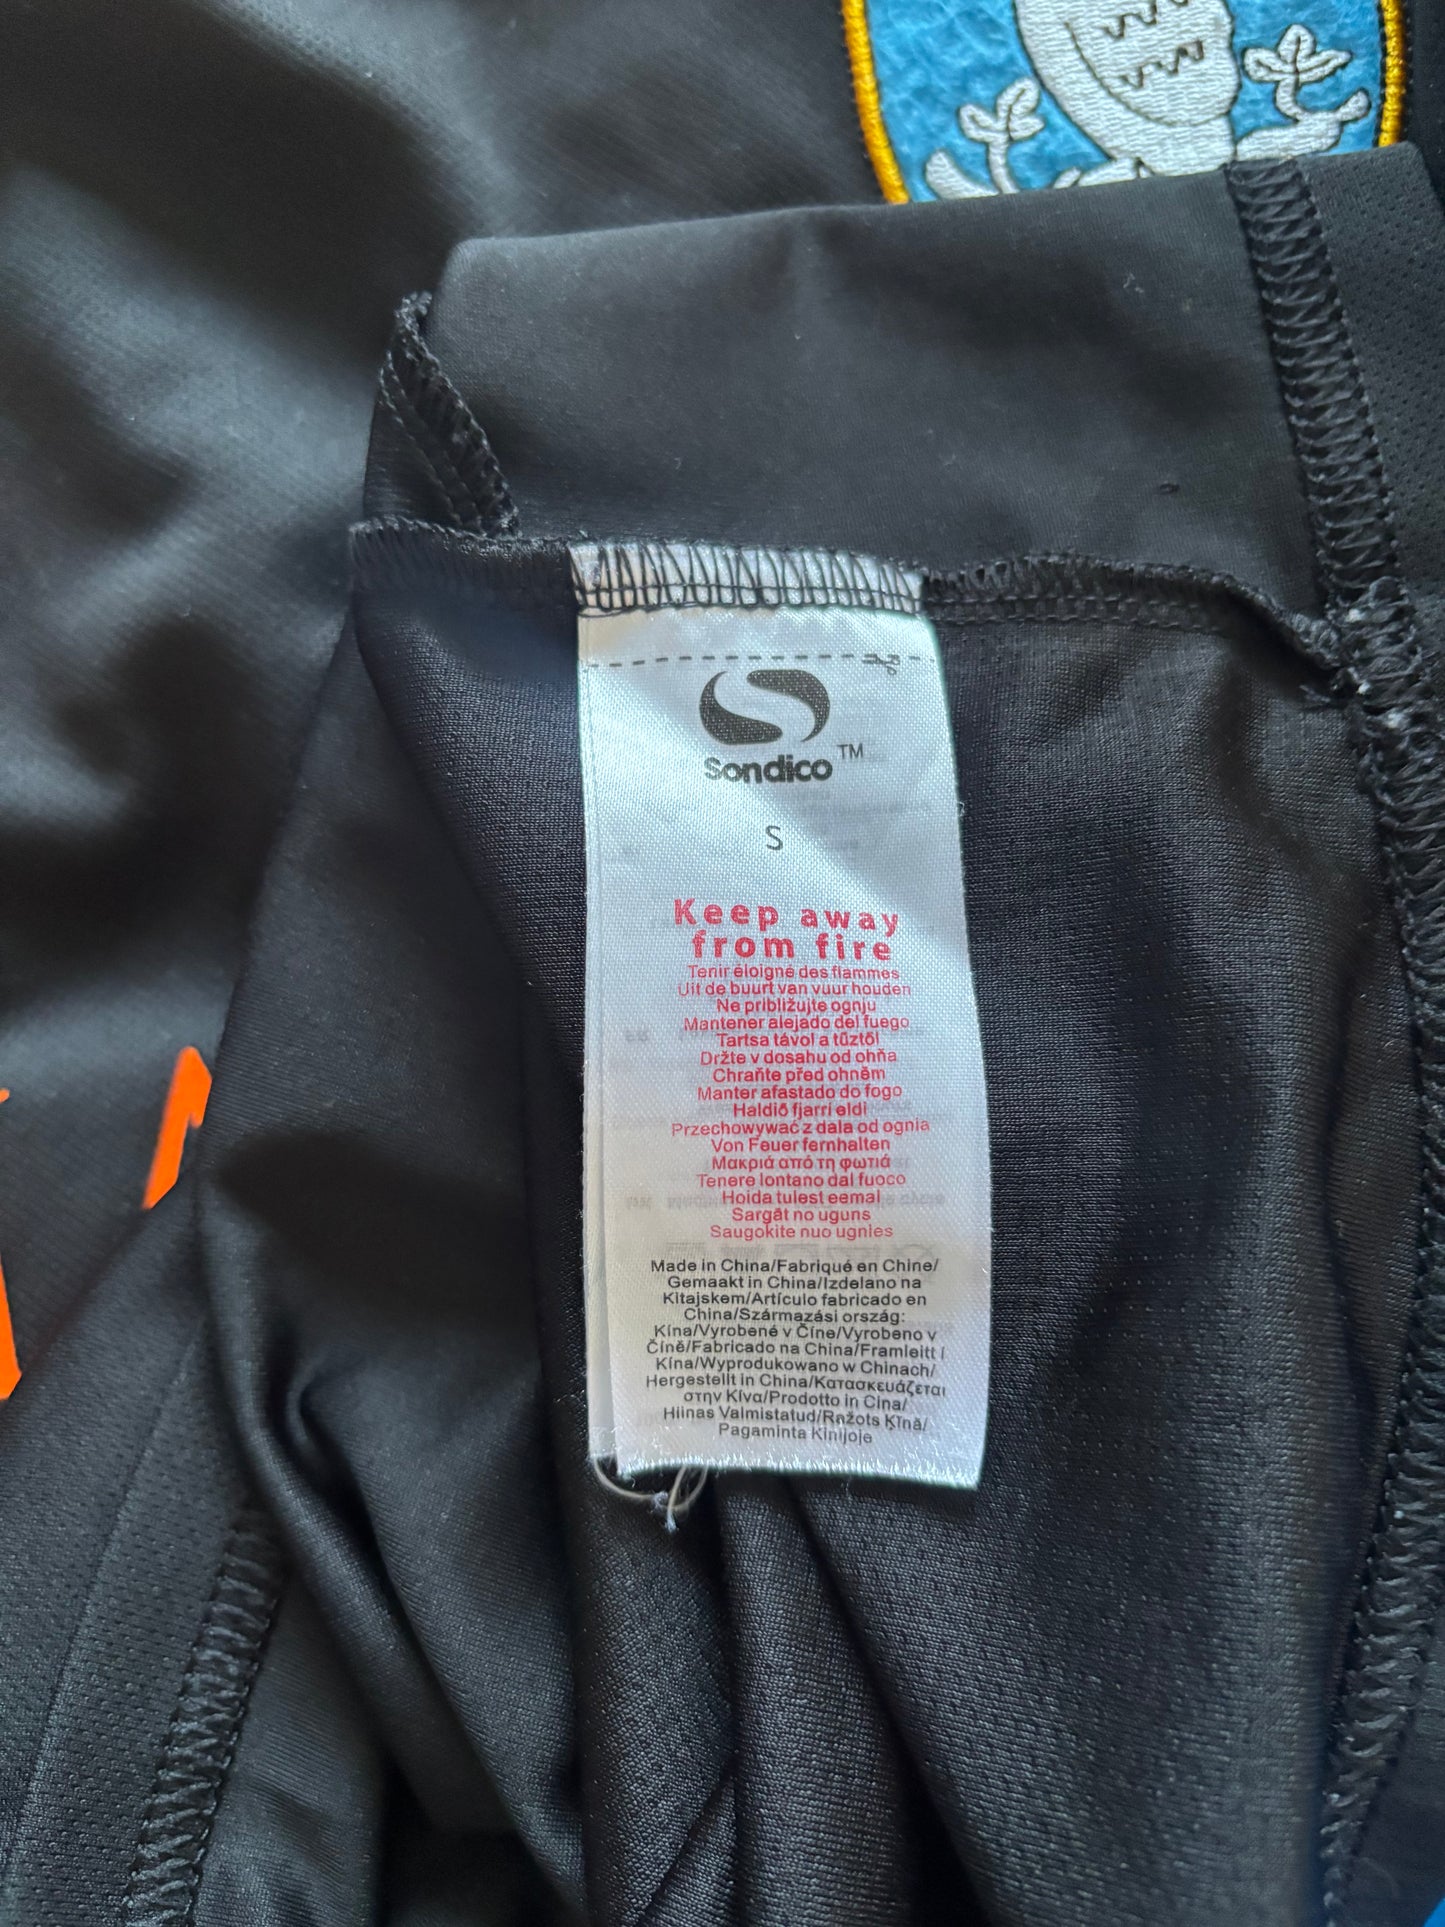 Sondico™
S
Keep away
from fire
Tenir éloigné des flammes
Uit de buurt van vuur houden
Ne približujte ognju
Mantener alejado del fuego
Tartsa távol a tűztől
Držte v dosahu od ohňa
Chraňte před ohněm
Manter afastado do fogo
Haldið fjarri eldi
Przechowywać z dala od ognia
Von Feuer fernhalten
Μακριά από τη φωτιά
Tenere lontano dal fuoco
Hoida tulest eemal
Sargāt no uguns
Saugokite nuo ugnies
Made in China/Fabriqué en Chine/
Gemaakt in China/Izdelano na
Kitajskem/Artículo fabricado en
China/Származási ország:
Kína/Vyrobené v Číne/Vyrobeno v
Číně/Fabricado na China/Framleitt í
Kína/Wyprodukowano w Chinach/
Hergestellt in China/Κατασκευάζεται
στην Κίνα/Prodotto in Cina/
Hiinas Valmistatud/Ražots Ķīnā/
Pagaminta Kinijoje